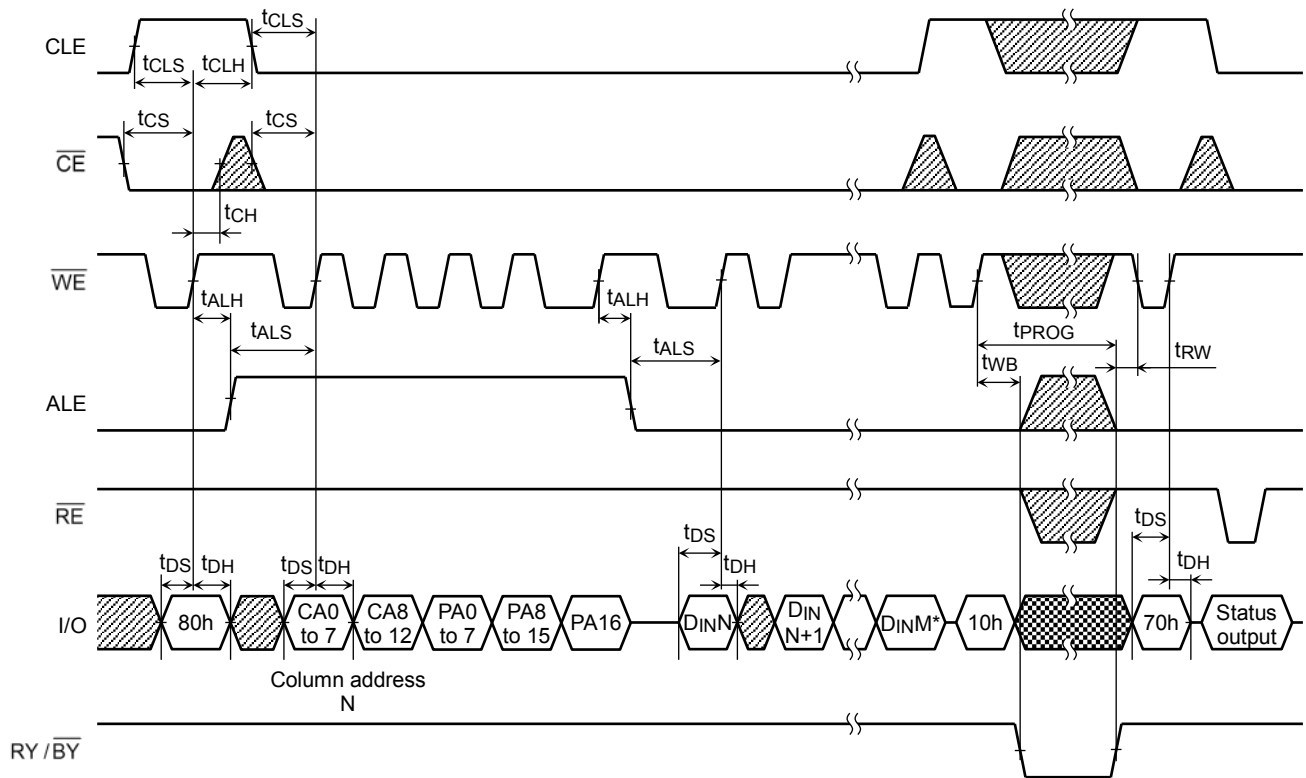 tCLS
CLE
tCLS tCLH
tCS tCS
CE
tCH
WE
tALH tALH
tALS tPROG
tALS tRW
tWB
ALE
RE
tDS tDS
tDS tDH tDS tDH tDH tDH
I/O 80h CA0 to 7 CA8 to 12 PA0 to 7 PA8 to 15 PA16 DINN DIN N+1 DINM* 10h 70h Status output
Column address
N
RY / BY